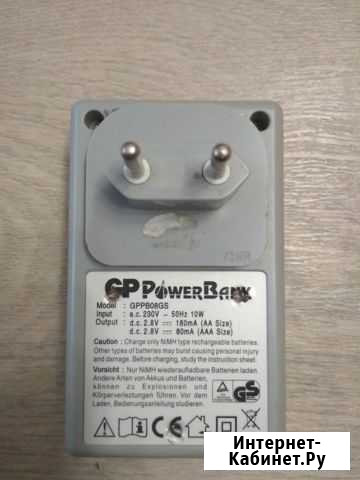 GP POWERBANK
Model : GPPB08GS
Input : a.c. 230V ~ 50Hz 10W
Output : d.c. 2.8V 180mA (AA Size)
d.c. 2.8V 80mA (AAA Size)
Caution : Charge only NiMH type rechargeable batteries.
Other types of batteries may burst causing personal injury
and damage. Before charging, study the instruction sheet.
Vorsicht : Nur NiMH wiederaufladbare Batterien laden.
Andere Arten von Akkus und Batterien,
können zu Explosionen und
Körperverletzungen führen. Vor dem
Laden, Bedienungsanleitung studieren.
GS
CE
Интернет-
Кабинет.Ру